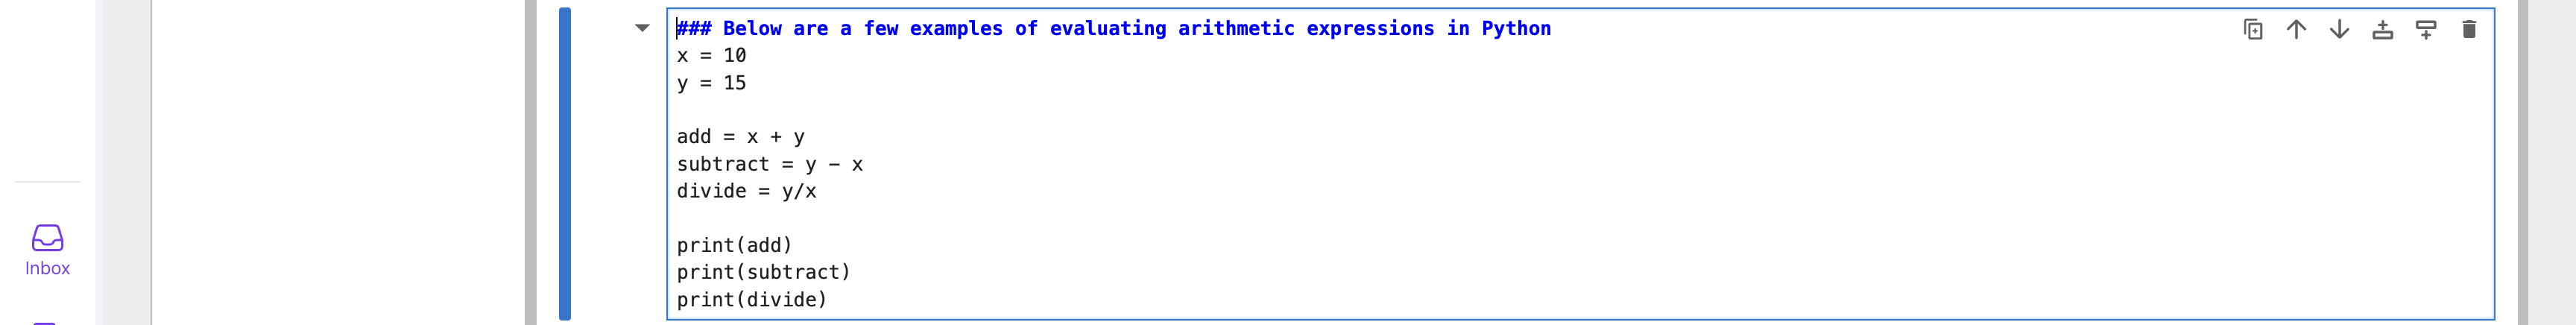 ### Below are a few examples of evaluating arithmetic expressions in Python
x = 10
y = 15

add = x + y
subtract = y - x
divide = y/x

print(add)
print(subtract)
print(divide)
Inbox